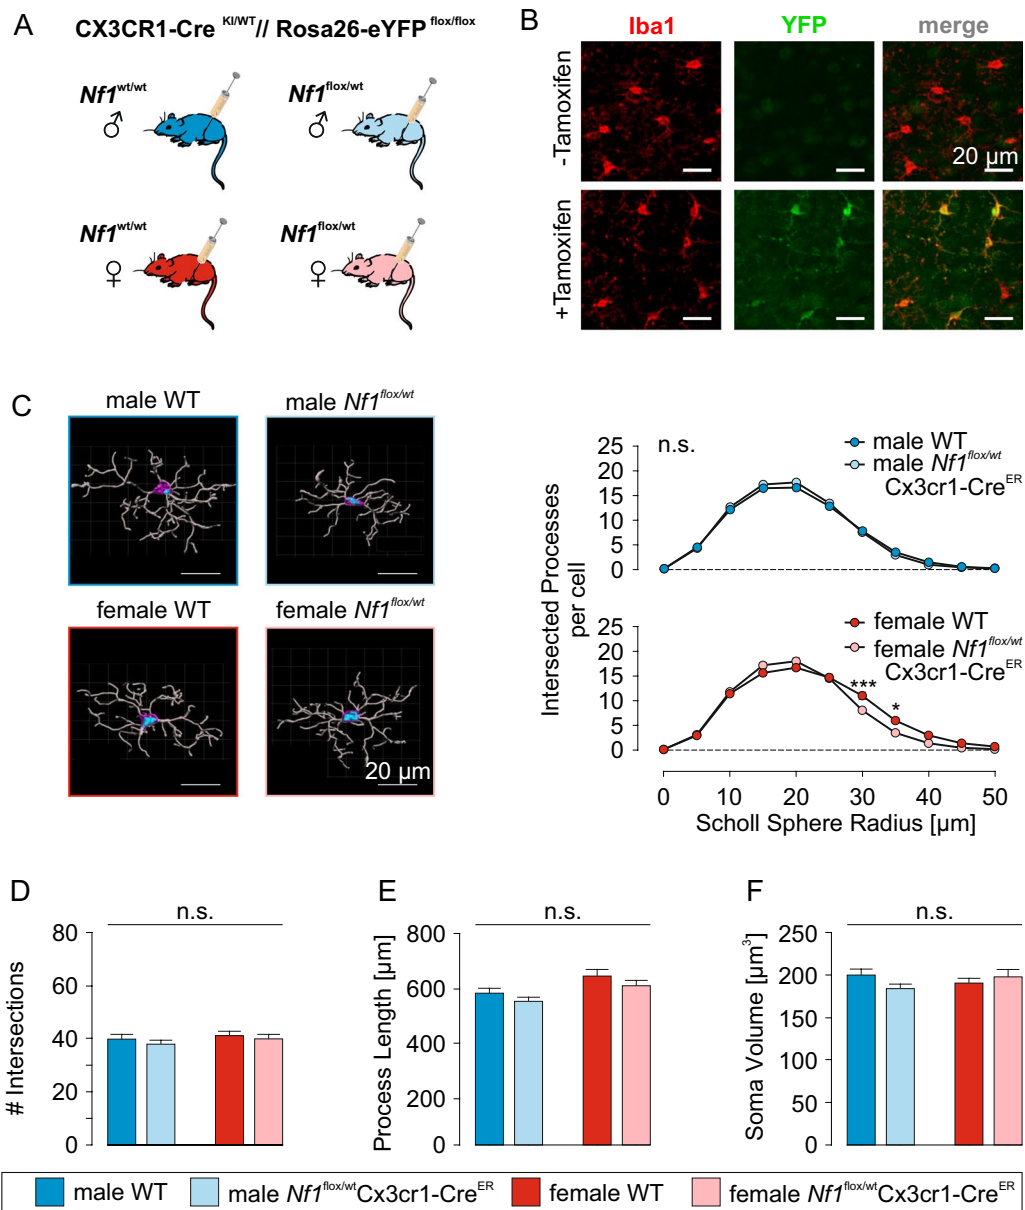 A
CX3CR1-Cre KI/WT// Rosa26-eYFP flox/flox
Nf1wt/wt
♂
Nf1flox/wt
♂
Nf1wt/wt
♀
Nf1flox/wt
♀
B
Iba1
YFP
merge
-Tamoxifen
20 µm
+Tamoxifen
C
male WT
male Nf1flox/wt
female WT
female Nf1flox/wt
20 µm
Intersected Processes
per cell
n.s.
25
20
15
10
5
0
male WT
male Nf1flox/wt
Cx3cr1-CreER
25
20
15
10
5
0
female WT
female Nf1flox/wt
Cx3cr1-CreER
***
*
0
10
20
30
40
50
Scholl Sphere Radius [µm]
D
n.s.
# Intersections
80
60
40
20
0
E
n.s.
Process Length [µm]
800
600
400
200
0
F
n.s.
Soma Volume [µm3]
250
200
150
100
50
0
male WT
male Nf1flox/wtCx3cr1-CreER
female WT
female Nf1flox/wtCx3cr1-CreER